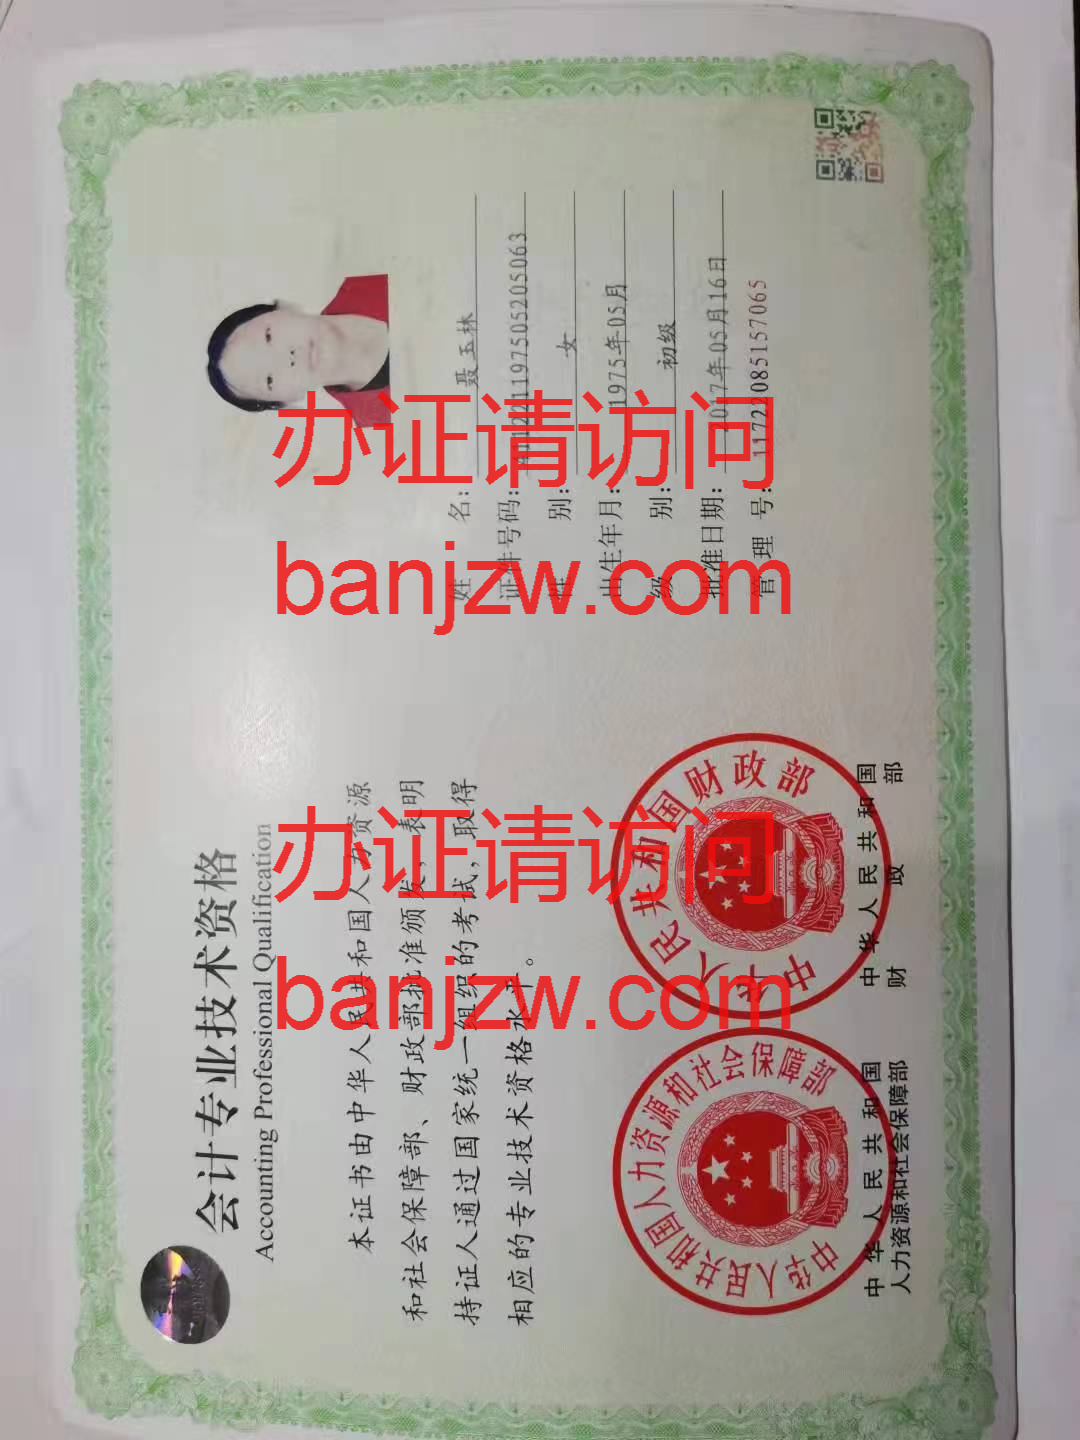 会计专业技术资格
Accounting Professional Qualification
本证书由中华人民共和国人力资源
和社会保障部、财政部批准颁发，表明
持证人通过国家统一组织的考试，取得
相应的专业技术资格水平。
中华人民共和国人力资源和社会保障部
中华人民共和国财政部
中华人民共和国
人力资源和社会保障部
中华人民共和国
财政部
姓名：聂玉林
证件号码：411221197505205063
性别：女
出生年月：1975年05月
级别：初级
批准日期：2017年05月16日
管理号：11722085157065
办证请访问
banjzw.com
办证请访问
banjzw.com